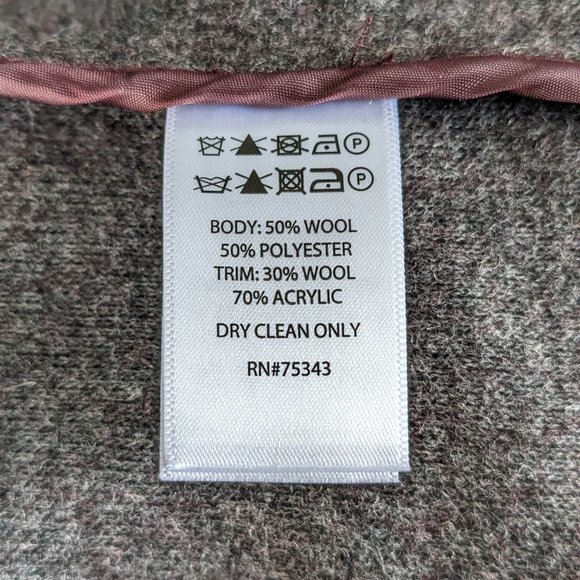 P
P
BODY: 50% WOOL
50% POLYESTER
TRIM: 30% WOOL
70% ACRYLIC
DRY CLEAN ONLY
RN#75343